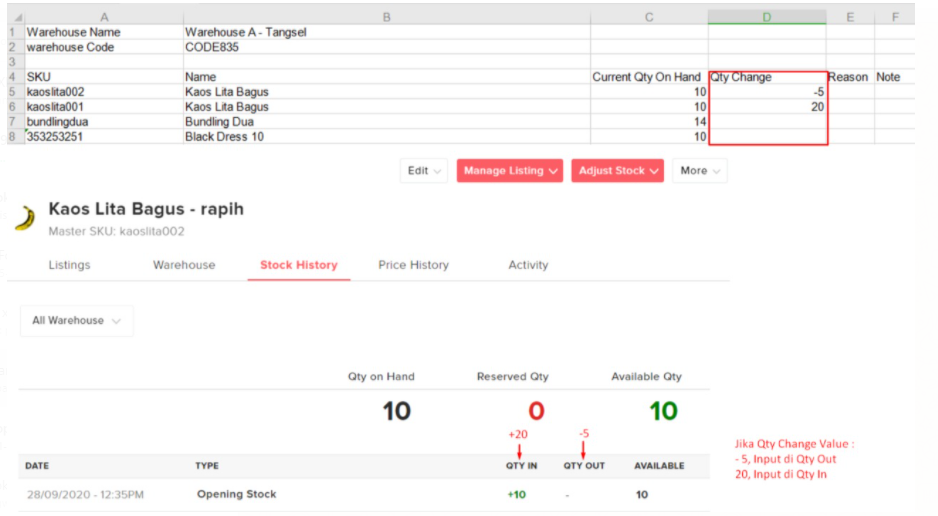 A B C D E F
1 Warehouse Name Warehouse A - Tangsel
2 warehouse Code CODE835
3
4 SKU Name Current Qty On Hand Qty Change Reason Note
5 kaoslita002 Kaos Lita Bagus 10 -5
6 kaoslita001 Kaos Lita Bagus 10 20
7 bundlingdua Bundling Dua 14
8 353253251 Black Dress 10 10
Edit Manage Listing Adjust Stock More
Kaos Lita Bagus - rapih
Master SKU: kaoslita002
Listings Warehouse Stock History Price History Activity
All Warehouse
Qty on Hand Reserved Qty Available Qty
10 0 10
+20 -5
Jika Qty Change Value :
- 5, Input di Qty Out
20, Input di Qty In
DATE TYPE QTY IN QTY OUT AVAILABLE
28/09/2020 - 12:35PM Opening Stock +10 - 10